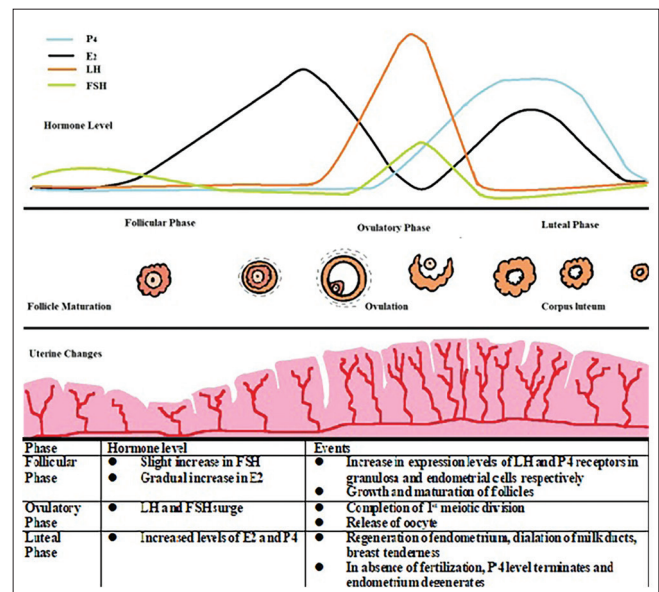 P4
E2
LH
FSH
Hormone Level
Follicular Phase
Ovulatory Phase
Luteal Phase
Follicle Maturation
Ovulation
Corpus luteum
Uterine Changes
Phase Hormone level Events
Follicular Phase
● Slight increase in FSH
● Gradual increase in E2
● Increase in expression levels of LH and P4 receptors in
granulosa and endometrial cells respectively
● Growth and maturation of follicles
Ovulatory Phase
● LH and FSH surge
● Completion of 1st meiotic division
● Release of oocyte
Luteal Phase
● Increased levels of E2 and P4
● Regeneration of endometrium, dialation of milk ducts,
breast tenderness
● In absence of fertilization, P4 level terminates and
endometrium degenerates